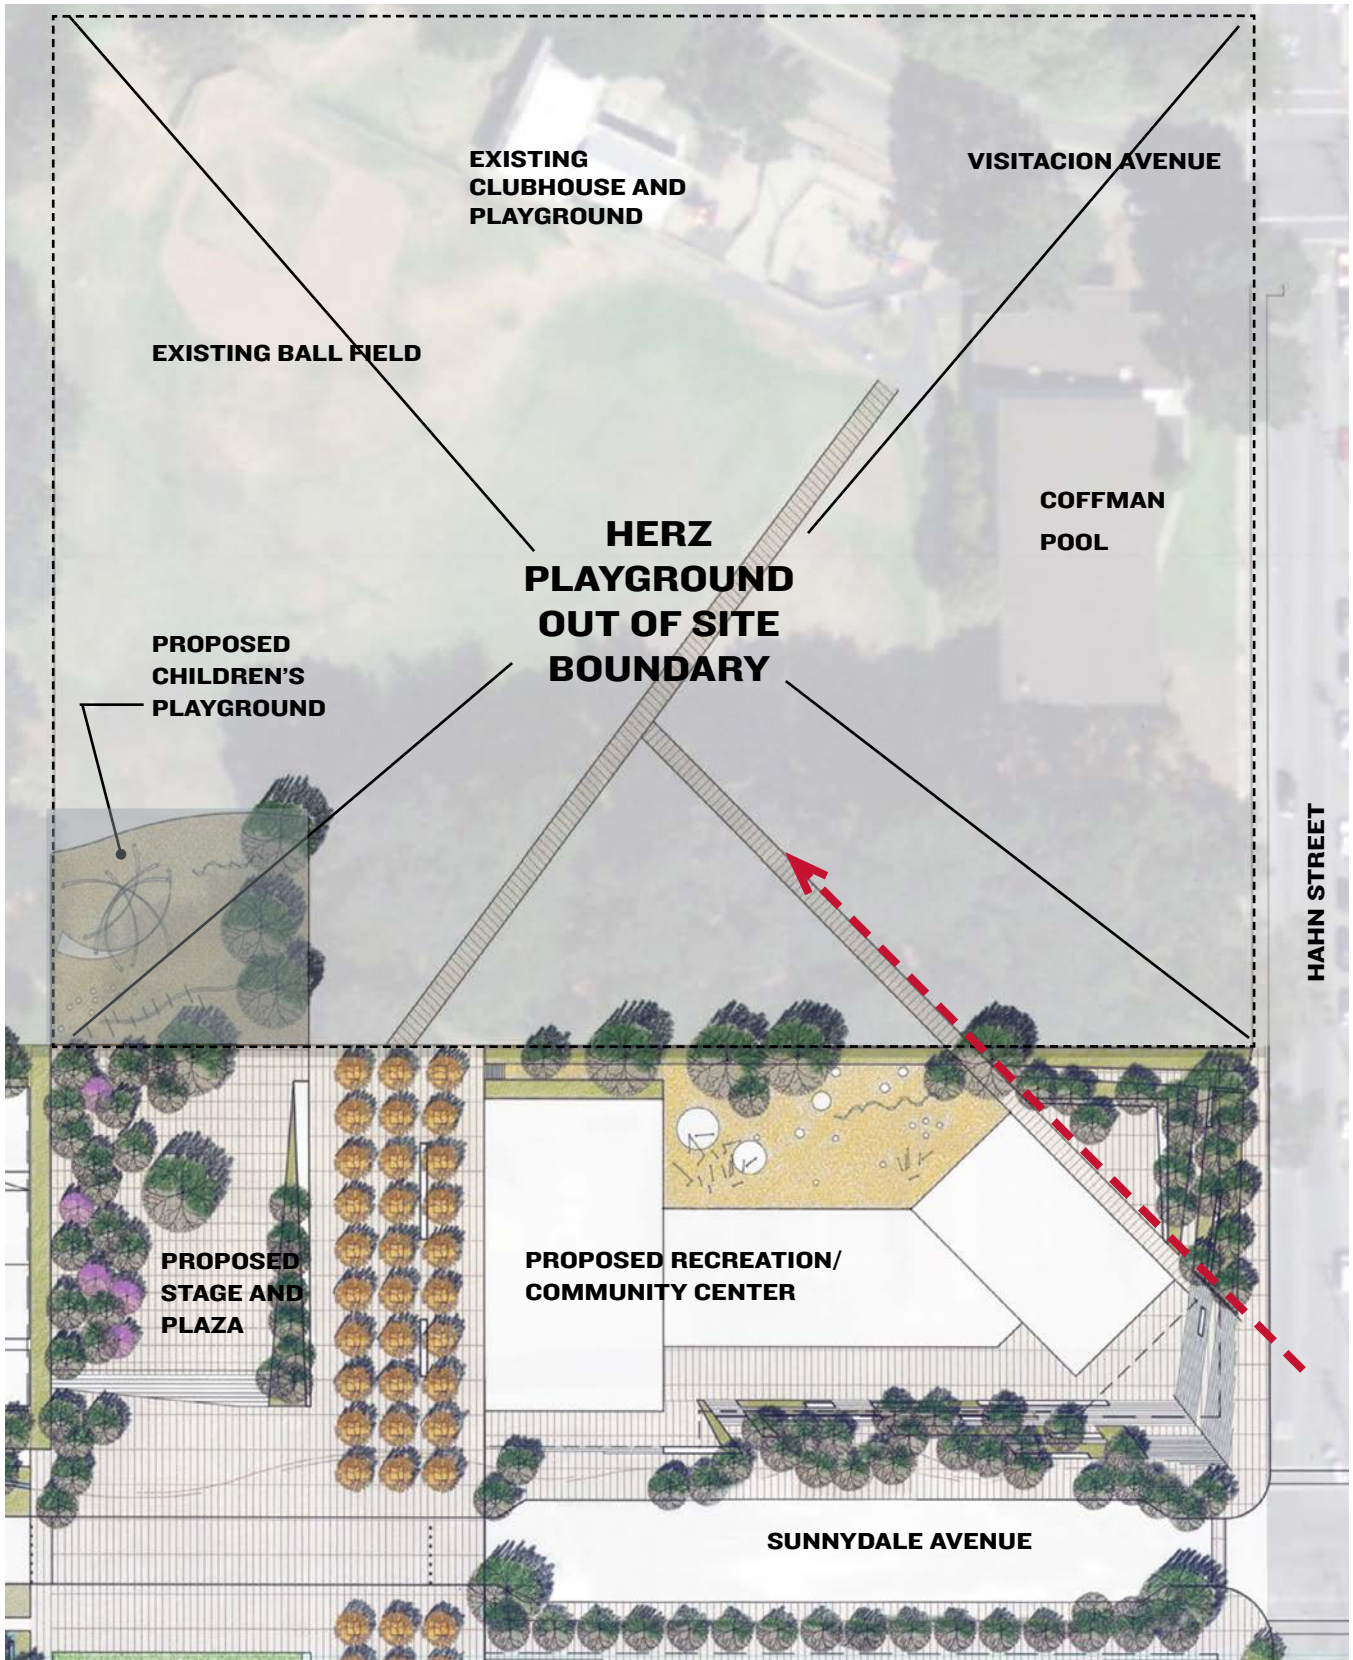 EXISTING
CLUBHOUSE AND
PLAYGROUND
VISITACION AVENUE
EXISTING BALL FIELD
COFFMAN
POOL
HERZ
PLAYGROUND
OUT OF SITE
BOUNDARY
PROPOSED
CHILDREN'S
PLAYGROUND
HAHN STREET
PROPOSED
STAGE AND
PLAZA
PROPOSED RECREATION/
COMMUNITY CENTER
SUNNYDALE AVENUE